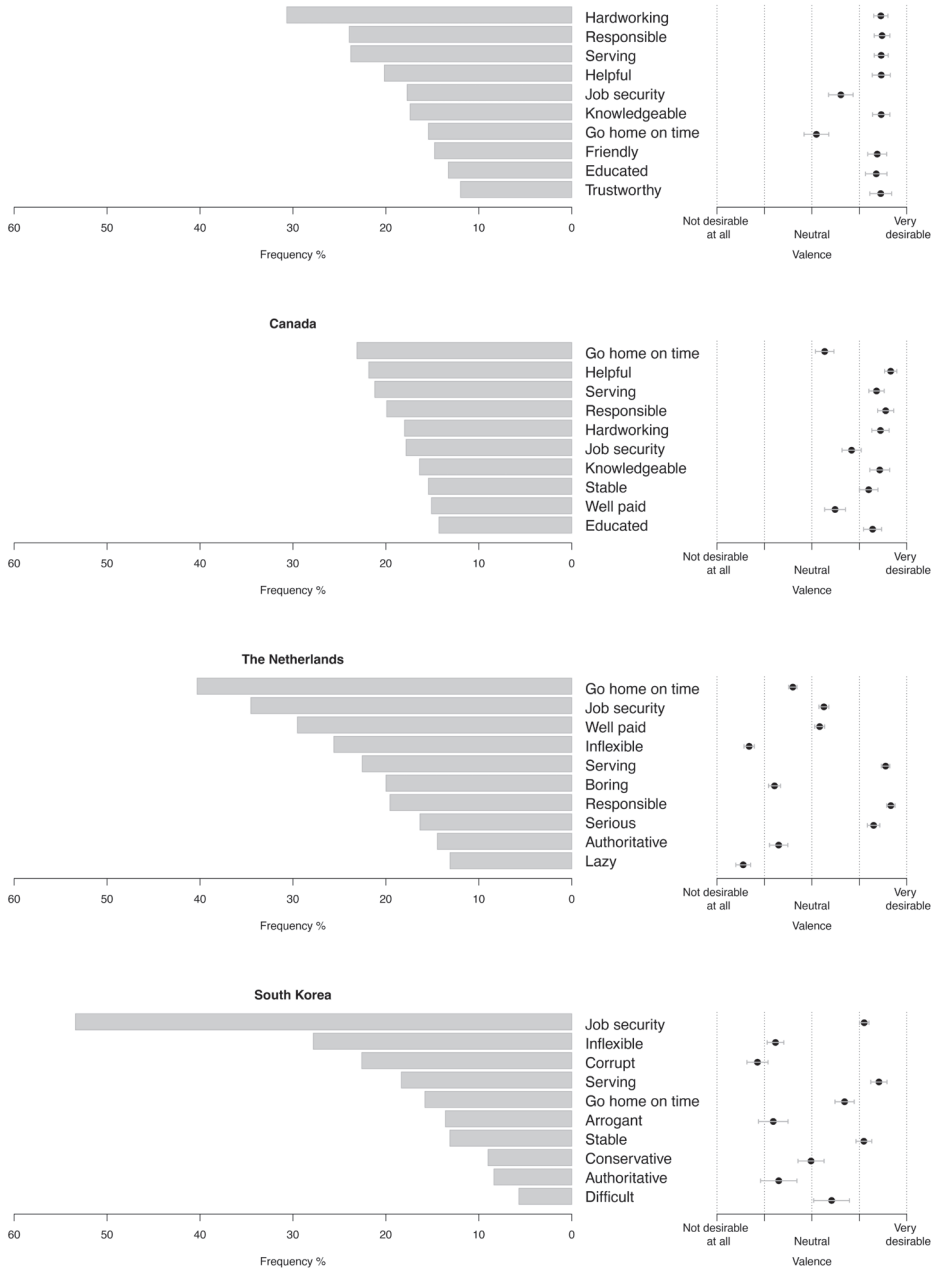 Hardworking
Responsible
Serving
Helpful
Job security
Knowledgeable
Go home on time
Friendly
Educated
Trustworthy
60 50 40 30 20 10 0
Frequency %
Not desirable at all
Neutral
Very desirable
Valence
Canada
Go home on time
Helpful
Serving
Responsible
Hardworking
Job security
Knowledgeable
Stable
Well paid
Educated
60 50 40 30 20 10 0
Frequency %
Not desirable at all
Neutral
Very desirable
Valence
The Netherlands
Go home on time
Job security
Well paid
Inflexible
Serving
Boring
Responsible
Serious
Authoritative
Lazy
60 50 40 30 20 10 0
Frequency %
Not desirable at all
Neutral
Very desirable
Valence
South Korea
Job security
Inflexible
Corrupt
Serving
Go home on time
Arrogant
Stable
Conservative
Authoritative
Difficult
60 50 40 30 20 10 0
Frequency %
Not desirable at all
Neutral
Very desirable
Valence